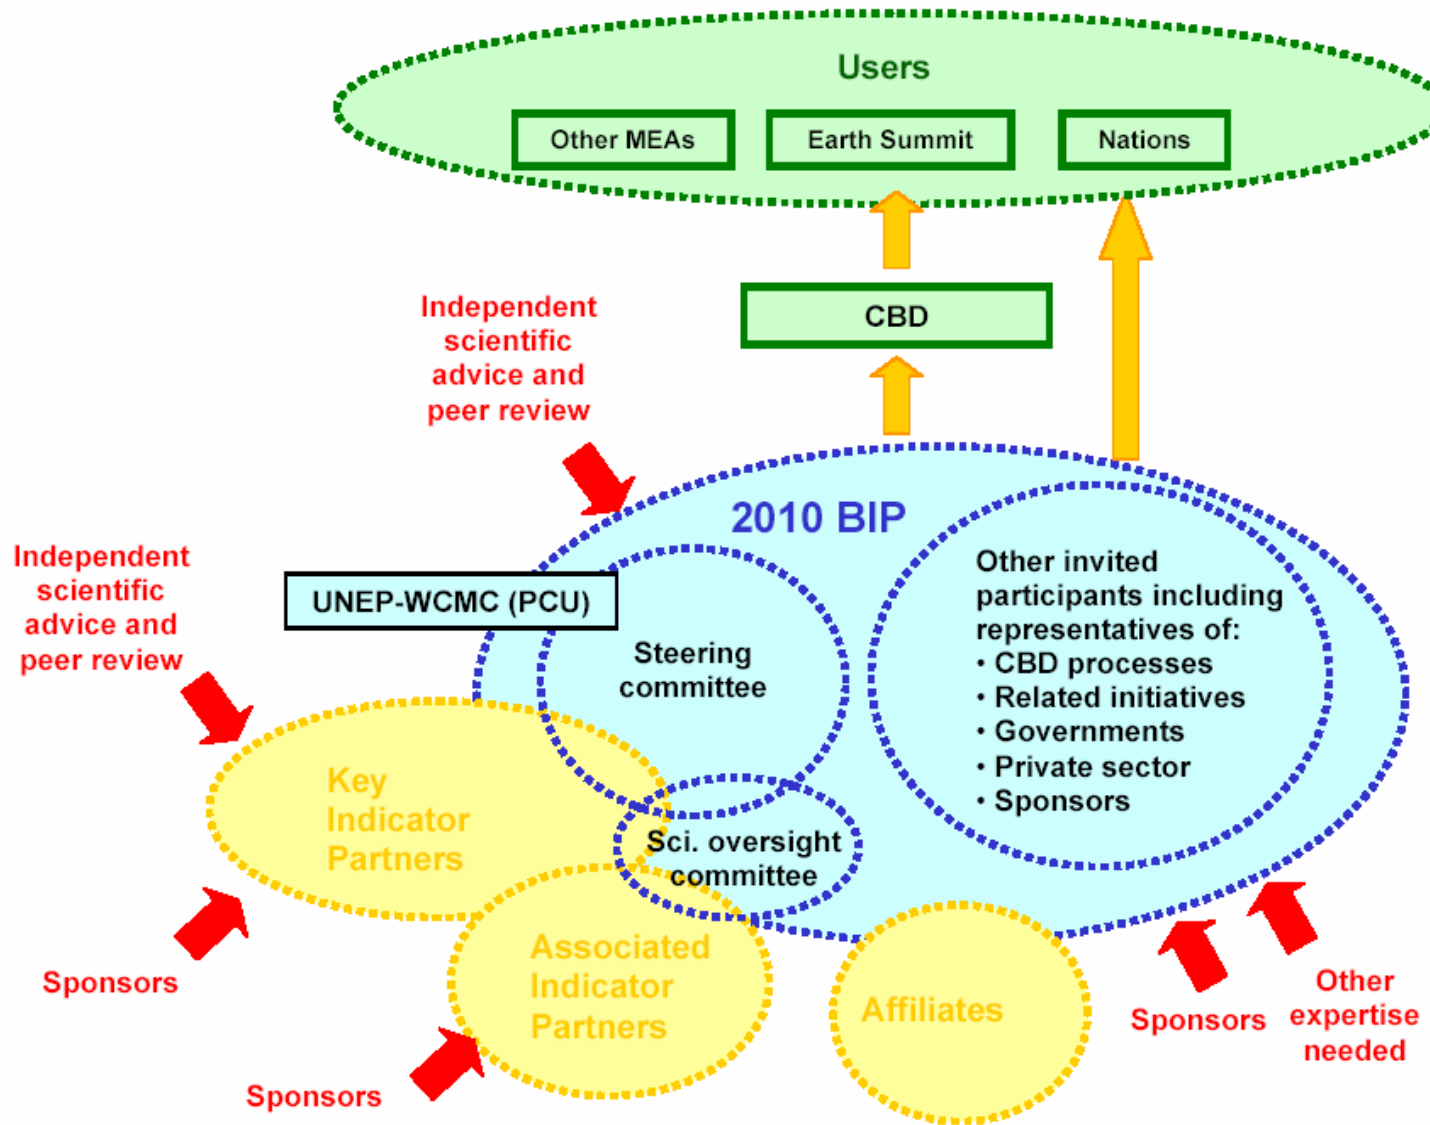 Users
Other MEAs
Earth Summit
Nations
CBD
Independent
scientific
advice and
peer review
2010 BIP
Independent
scientific
advice and
peer review
UNEP-WCMC (PCU)
Steering
committee
Other invited
participants including
representatives of:
• CBD processes
• Related initiatives
• Governments
• Private sector
• Sponsors
Key
Indicator
Partners
Sci. oversight
committee
Associated
Indicator
Partners
Affiliates
Sponsors
Sponsors
Sponsors
Other
expertise
needed